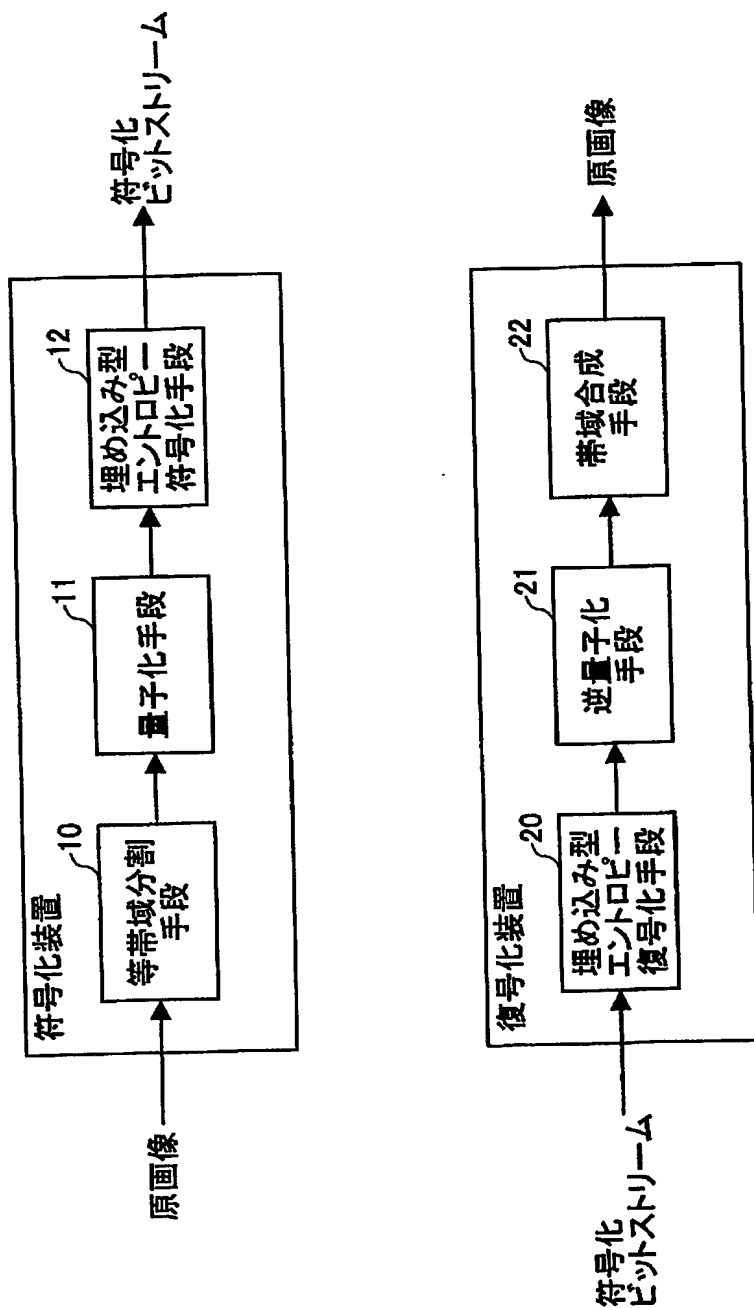 符号化装置
原画像
10
等帯域分割
手段
11
量子化手段
12
埋め込み型
エントロピー
符号化手段
符号化
ビットストリーム
復号化装置
符号化
ビットストリーム
20
埋め込み型
エントロピー
復号化手段
21
逆量子化
手段
22
帯域合成
手段
原画像